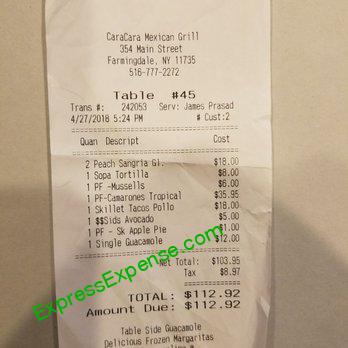 CaraCara Mexican Grill
354 Main Street
Farmingdale, NY 11735
516-777-2272
Table #45
Trans #: 242053 Serv: James Prasad
4/27/2018 5:24 PM # Cust:2
Quan Descript Cost
2 Peach Sangria Gl. $18.00
1 Sopa Tortilla $8.00
1 PF -Mussells $6.00
1 PF-Camarones Tropical $35.95
1 Skillet Tacos Pollo $18.00
1 $$Sids Avocado $5.00
1 PF - Sk Apple Pie $1.00
1 Single Guacamole $12.00
Net Total: $103.95
Tax $8.97
TOTAL: $112.92
Amount Due: $112.92
Table Side Guacamole
Delicious Frozen Margaritas
ExpressExpense.com